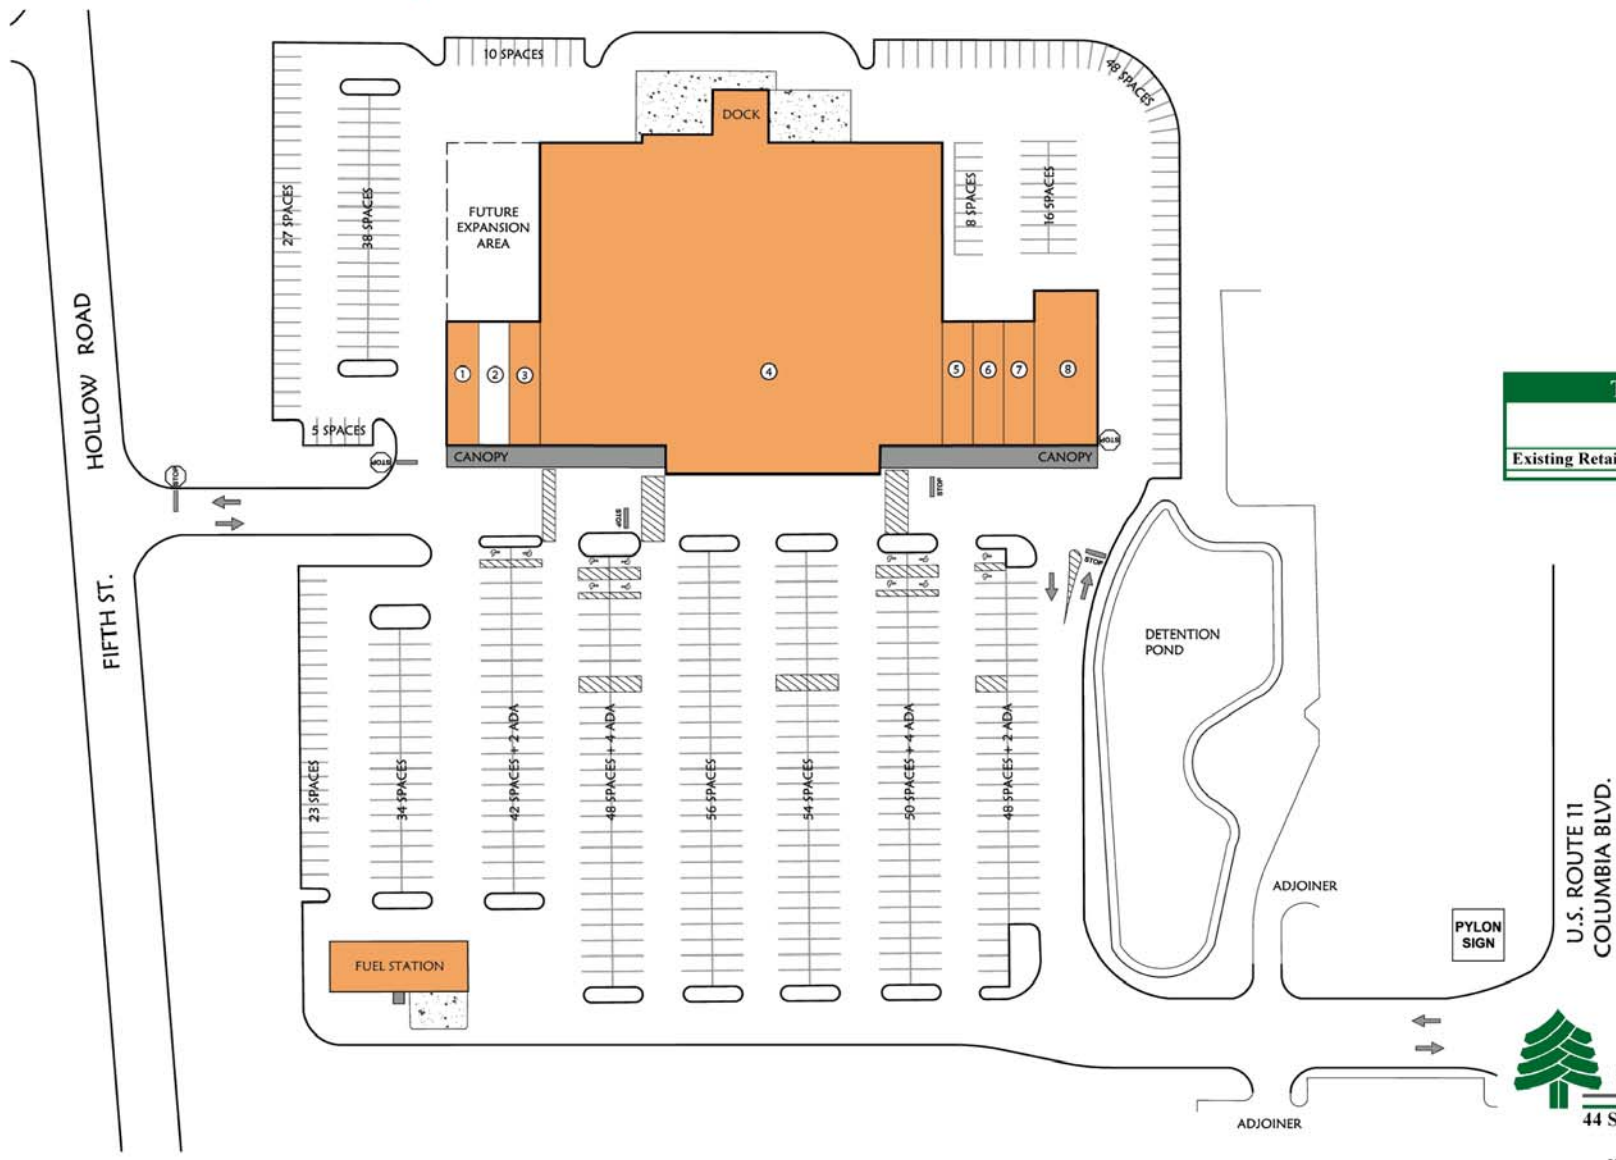 10 SPACES
48 SPACES
DOCK
27 SPACES
38 SPACES
FUTURE
EXPANSION
AREA
8 SPACES
16 SPACES
HOLLOW ROAD
1
2
3
4
5
6
7
8
5 SPACES
STOP
STOP
STOP
CANOPY
CANOPY
Existing Retai
STOP
STOP
STOP
FIFTH ST.
DETENTION
POND
23 SPACES
34 SPACES
42 SPACES + 2 ADA
48 SPACES + 4 ADA
56 SPACES
54 SPACES
50 SPACES + 4 ADA
48 SPACES + 2 ADA
U.S. ROUTE 11
COLUMBIA BLVD.
ADJOINER
PYLON
SIGN
FUEL STATION
44 S
ADJOINER